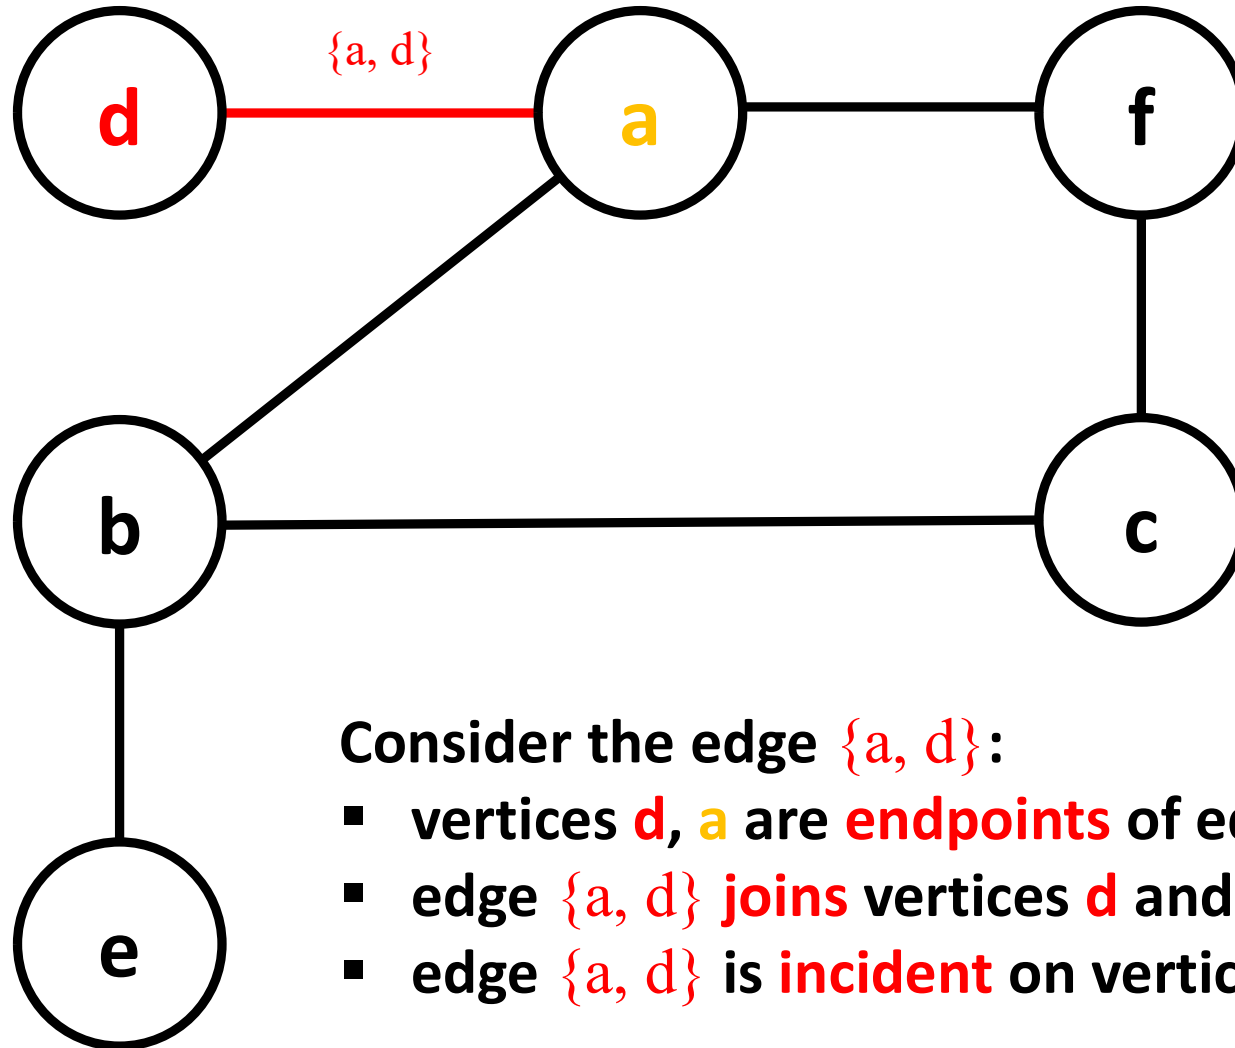 {a, d}
d a f
b c
e
Consider the edge {a, d}:
▪ vertices d, a are endpoints of
▪ edge {a, d} joins vertices d and
▪ edge {a, d} is incident on